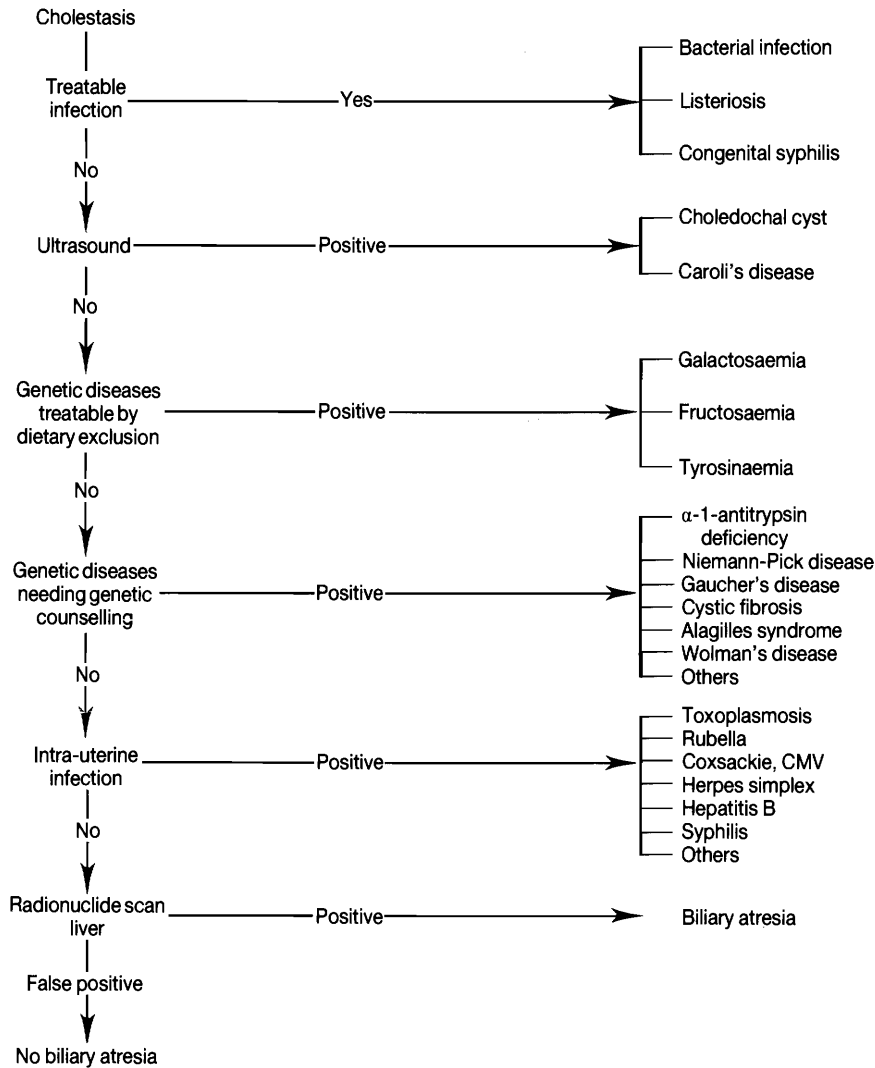 Cholestasis
Treatable
infection
Yes
Bacterial infection
Listeriosis
Congenital syphilis
No
Ultrasound
Positive
Choledochal cyst
Caroli's disease
No
Genetic diseases
treatable by
dietary exclusion
Positive
Galactosaemia
Fructosaemia
Tyrosinaemia
No
Genetic diseases
needing genetic
counselling
Positive
α-1-antitrypsin
deficiency
Niemann-Pick disease
Gaucher's disease
Cystic fibrosis
Alagilles syndrome
Wolman's disease
Others
No
Intra-uterine
infection
Positive
Toxoplasmosis
Rubella
Coxsackie, CMV
Herpes simplex
Hepatitis B
Syphilis
Others
No
Radionuclide scan
liver
Positive
Biliary atresia
False positive
No biliary atresia